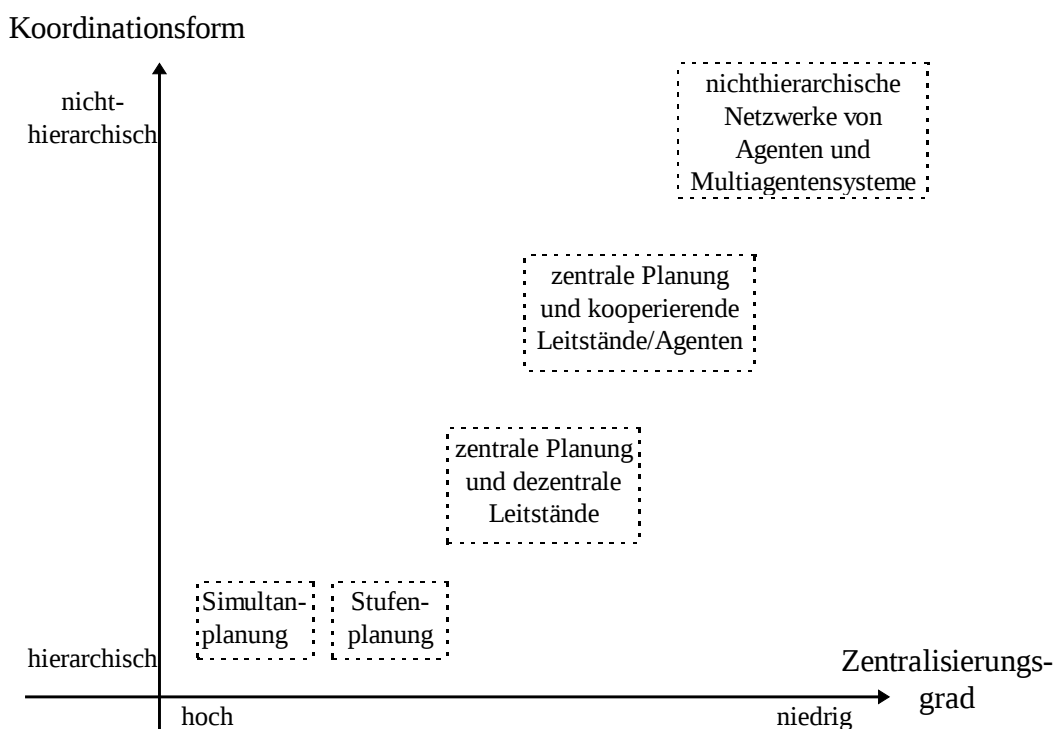 Koordinationsform
nicht-
hierarchisch
nichthierarchische
Netzwerke von
Agenten und
Multiagentensysteme
zentrale Planung
und kooperierende
Leitstände/Agenten
zentrale Planung
und dezentrale
Leitstände
Simultan-
planung
Stufen-
planung
hierarchisch
Zentralisierungs-
grad
hoch
niedrig